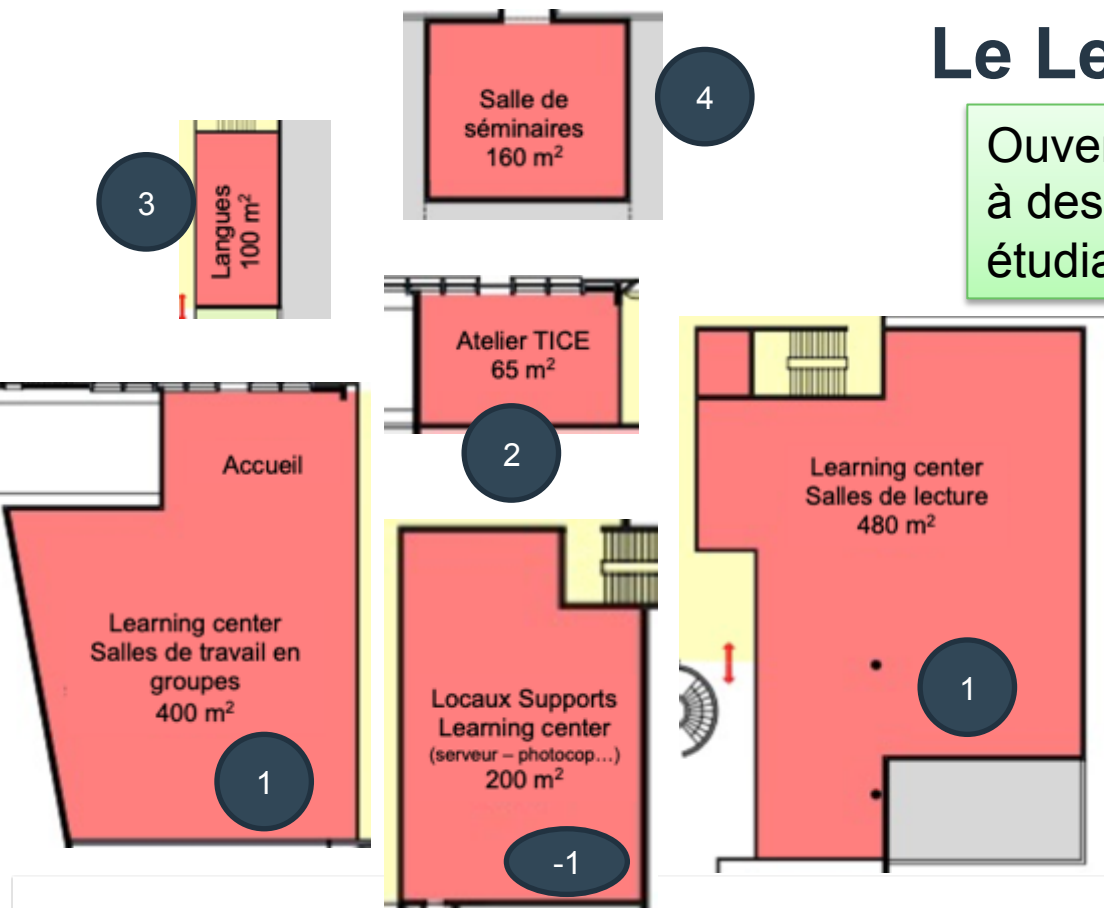 Le Le
Ouver
à des
étudia
Salle de
séminaires
160 m²
4
3
Langues
100 m²
Atelier TICE
65 m²
2
Accueil
Learning center
Salles de travail en
groupes
400 m²
1
Locaux Supports
Learning center
(serveur – photocop…)
200 m²
-1
Learning center
Salles de lecture
480 m²
1